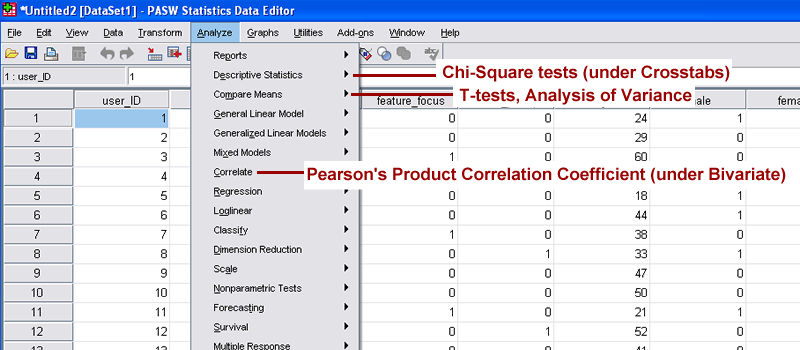 *Untitled2 [DataSet1] - PASW Statistics Data Editor
File Edit View Data Transform Analyze Graphs Utilities Add-ons Window Help
1 : user_ID 1
Reports
Descriptive Statistics
Chi-Square tests (under Crosstabs)
Compare Means
T-tests, Analysis of Variance
General Linear Model
Generalized Linear Models
Mixed Models
Correlate
Pearson's Product Correlation Coefficient (under Bivariate)
Regression
Loglinear
Classify
Dimension Reduction
Scale
Nonparametric Tests
Forecasting
Survival
Multiple Response
user_ID feature_focus
1 1 0 0 24 1
2 2 0 0 29 0
3 3 1 0 60 0
4 4
5 5 0 0 18 1
6 6 0 0 44 1
7 7 1 0 38 0
8 8 0 1 33 1
9 9 0 0 47 0
10 10 0 0 50 0
11 11 1 0 21 1
12 12 0 1 52 0